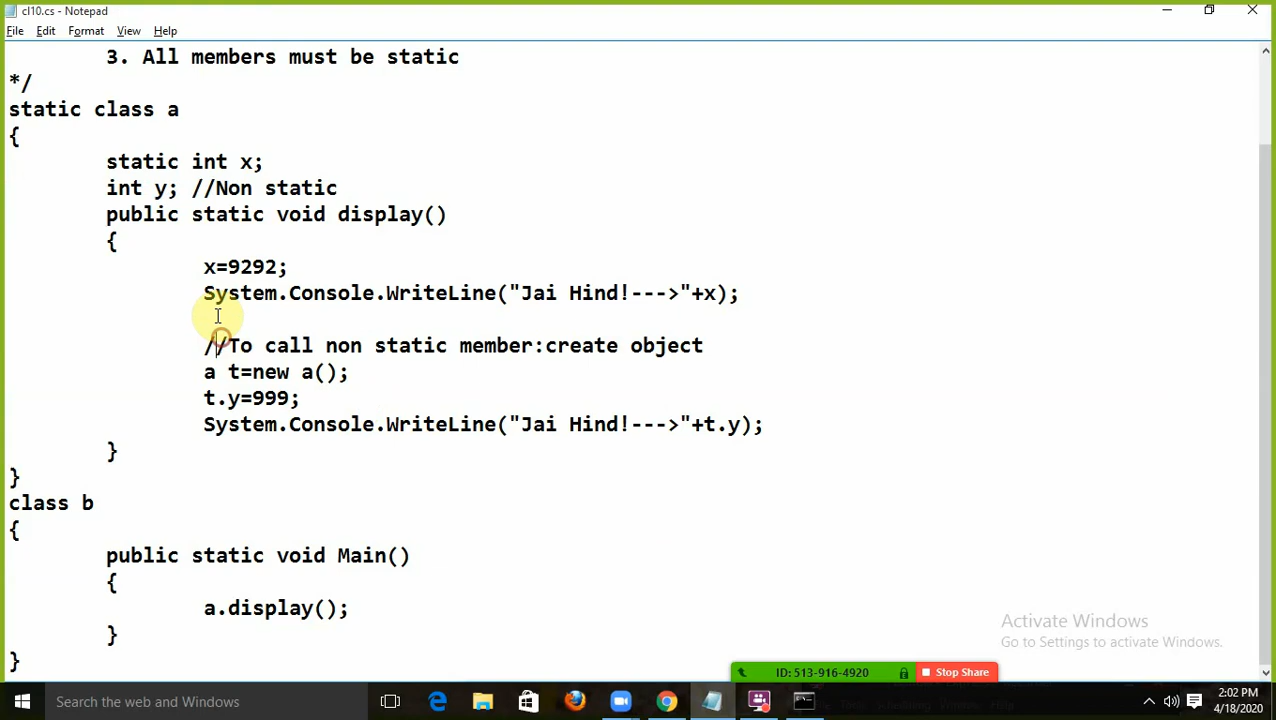 cl10.cs - Notepad
File Edit Format View Help
3. All members must be static
*/
static class a
{
static int x;
int y; //Non static
public static void display()
{
x=9292;
System.Console.WriteLine("Jai Hind!--->"+x);
//To call non static member:create object
a t=new a();
t.y=999;
System.Console.WriteLine("Jai Hind!--->"+t.y);
}
}
class b
{
public static void Main()
{
a.display();
}
}
Activate Windows
Go to Settings to activate Windows.
ID: 513-916-4920 Stop Share
Search the web and Windows
2:02 PM
4/18/2020